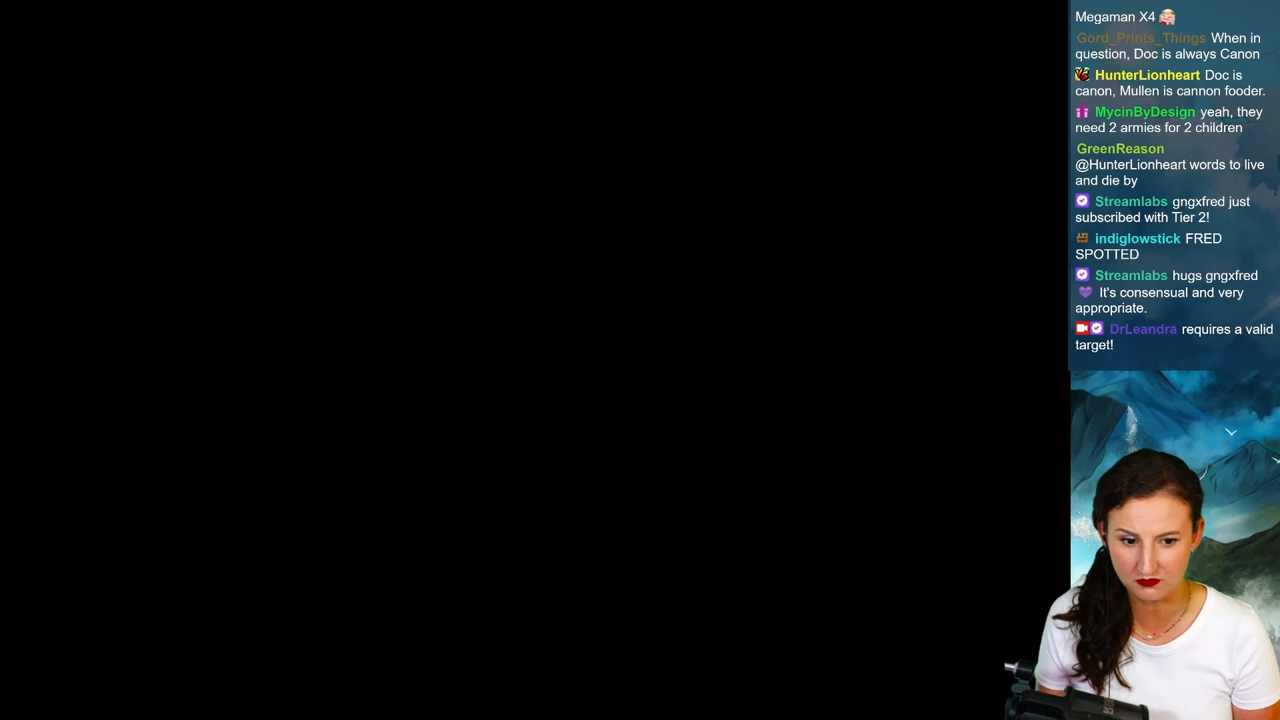 Megaman X4
Gord_Prints_Things When in
question, Doc is always Canon
HunterLionheart Doc is
canon, Mullen is cannon fooder.
MycinByDesign yeah, they
need 2 armies for 2 children
GreenReason
@HunterLionheart words to live
and die by
Streamlabs gngxfred just
subscribed with Tier 2!
indiglowstick FRED
SPOTTED
Streamlabs hugs gngxfred
It's consensual and very
appropriate.
DrLeandra requires a valid
target!